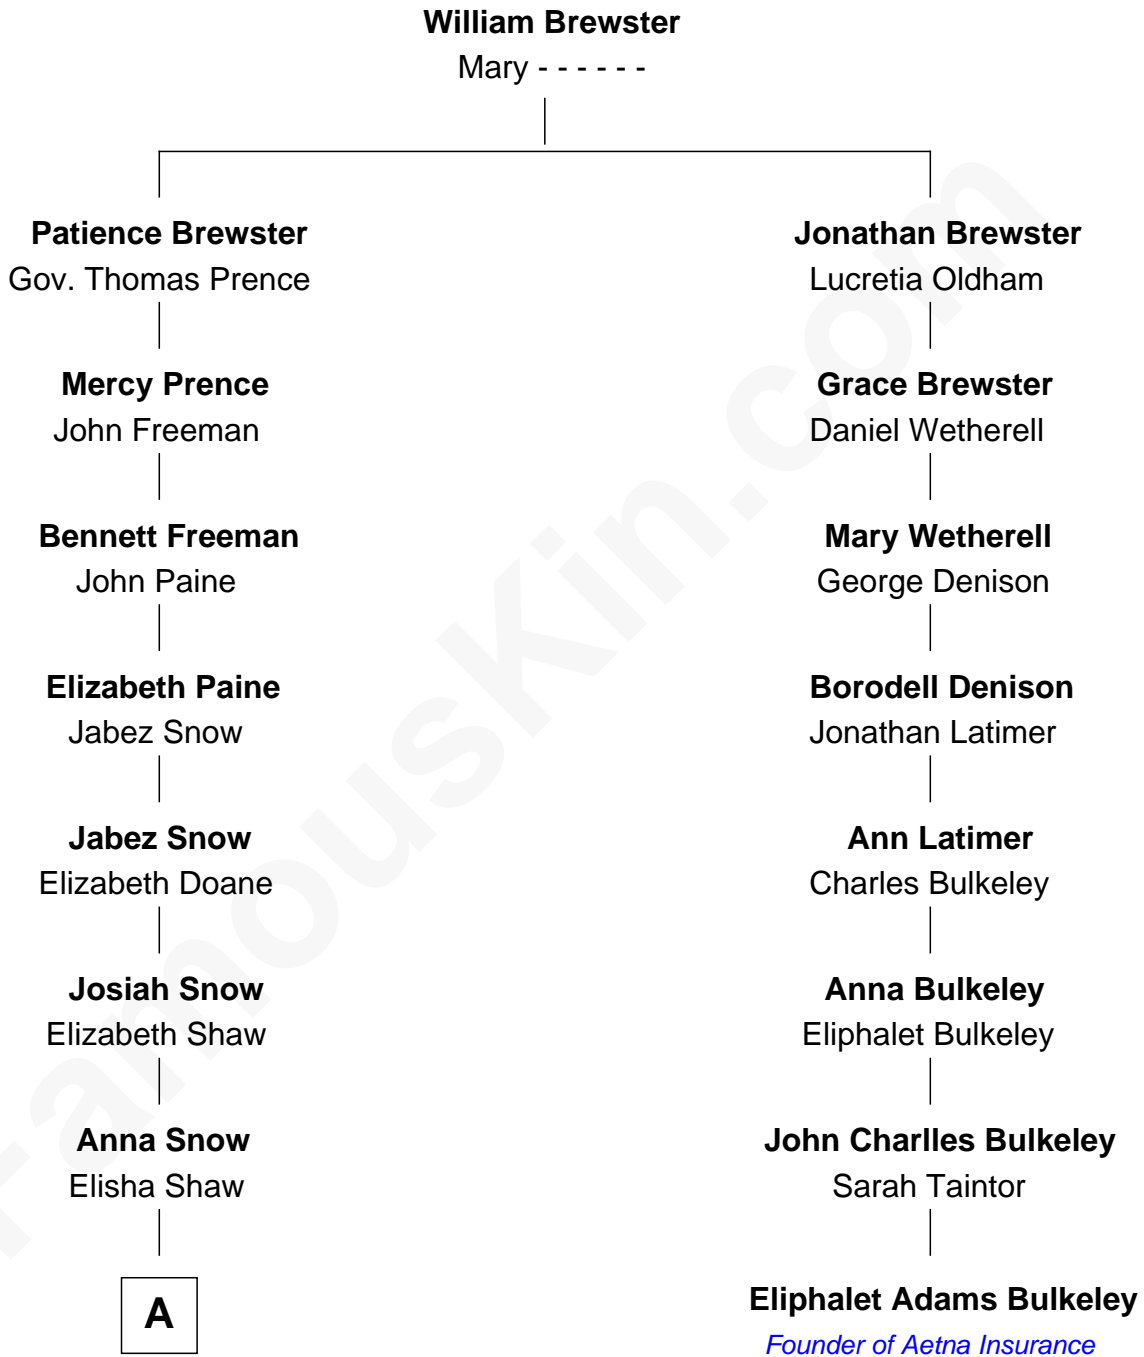 William Brewster
Mary - - - - - -
Patience Brewster
Gov. Thomas Prence
Jonathan Brewster
Lucretia Oldham
Mercy Prence
John Freeman
Grace Brewster
Daniel Wetherell
Bennett Freeman
John Paine
Mary Wetherell
George Denison
Elizabeth Paine
Jabez Snow
Borodell Denison
Jonathan Latimer
Jabez Snow
Elizabeth Doane
Ann Latimer
Charles Bulkeley
Josiah Snow
Elizabeth Shaw
Anna Bulkeley
Eliphalet Bulkeley
Anna Snow
Elisha Shaw
John Charlles Bulkeley
Sarah Taintor
A
Eliphalet Adams Bulkeley
Founder of Aetna Insurance
FamousKin.com